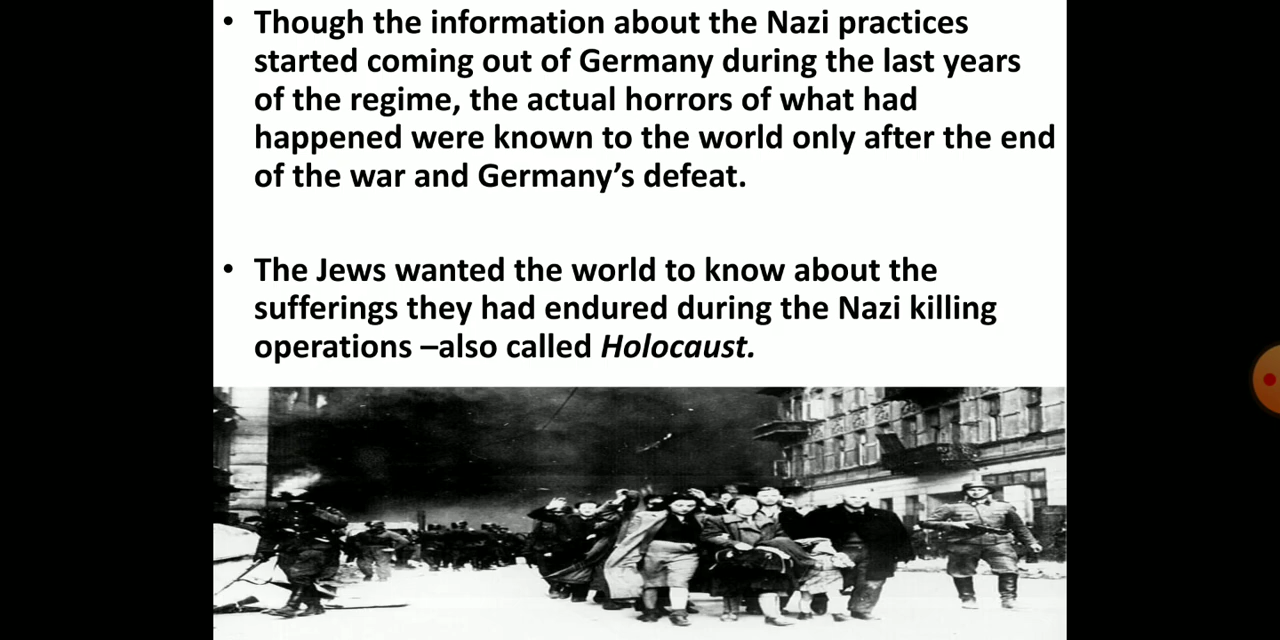 • Though the information about the Nazi practices
started coming out of Germany during the last years
of the regime, the actual horrors of what had
happened were known to the world only after the end
of the war and Germany’s defeat.
• The Jews wanted the world to know about the
sufferings they had endured during the Nazi killing
operations –also called Holocaust.